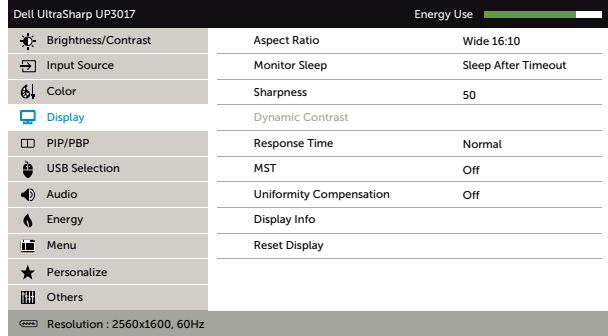 Dell UltraSharp UP3017 Energy Use
Brightness/Contrast Aspect Ratio Wide 16:10
Input Source Monitor Sleep Sleep After Timeout
Color Sharpness 50
Display Dynamic Contrast
PIP/PBP Response Time Normal
USB Selection MST Off
Audio Uniformity Compensation Off
Energy Display Info
Menu Reset Display
Personalize
Others
Resolution : 2560x1600, 60Hz